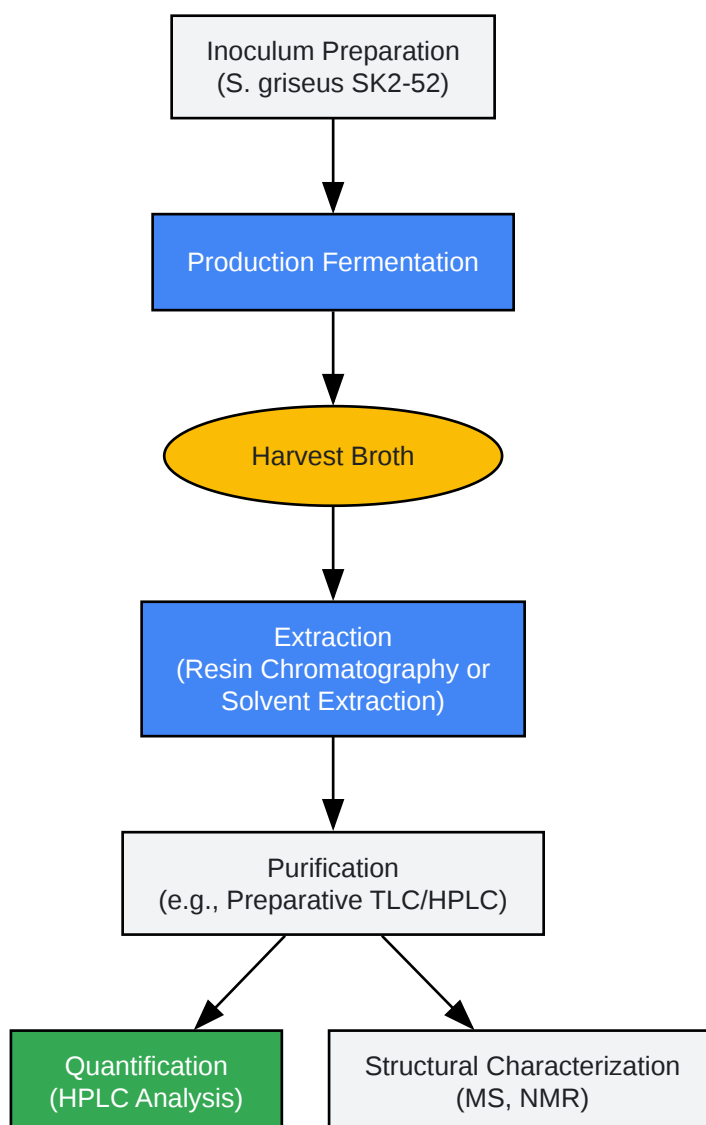 Inoculum Preparation
(S. griseus SK2-52)
Production Fermentation
Harvest Broth
Extraction
(Resin Chromatography or
Solvent Extraction)
Purification
(e.g., Preparative TLC/HPLC)
Quantification
(HPLC Analysis)
Structural Characterization
(MS, NMR)